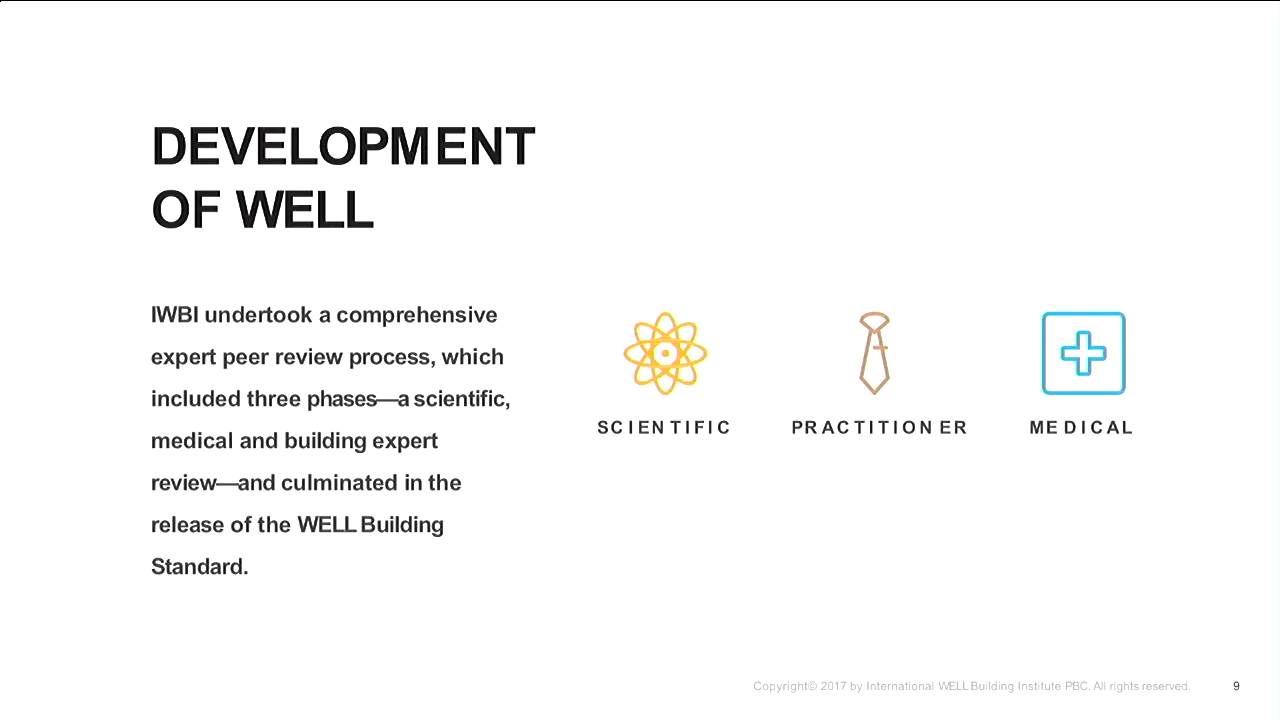 DEVELOPMENT
OF WELL
IWBI undertook a comprehensive
expert peer review process, which
included three phases—a scientific,
medical and building expert
review—and culminated in the
release of the WELL Building
Standard.
SCIENTIFIC
PRACTITIONER
MEDICAL
Copyright© 2017 by International WELL Building Institute PBC. All rights reserved.
9